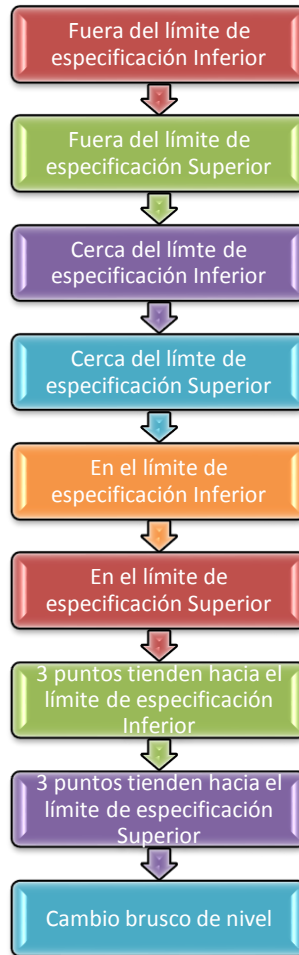 Fuera del límite de
especificación Inferior
Fuera del límite de
especificación Superior
Cerca del límte de
especificación Inferior
Cerca del límte de
especificación Superior
En el límite de
especificación Inferior
En el límite de
especificación Superior
3 puntos tienden hacia el
límite de especificación
Inferior
3 puntos tienden hacia el
límite de especificación
Superior
Cambio brusco de nivel